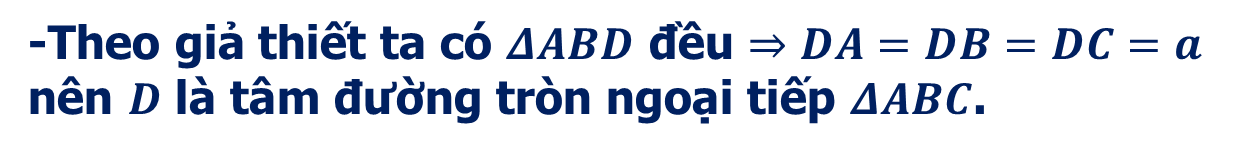 -Theo giả thiết ta có ΔABD đều ⇒ DA = DB = DC = a
nên D là tâm đường tròn ngoại tiếp ΔABC.